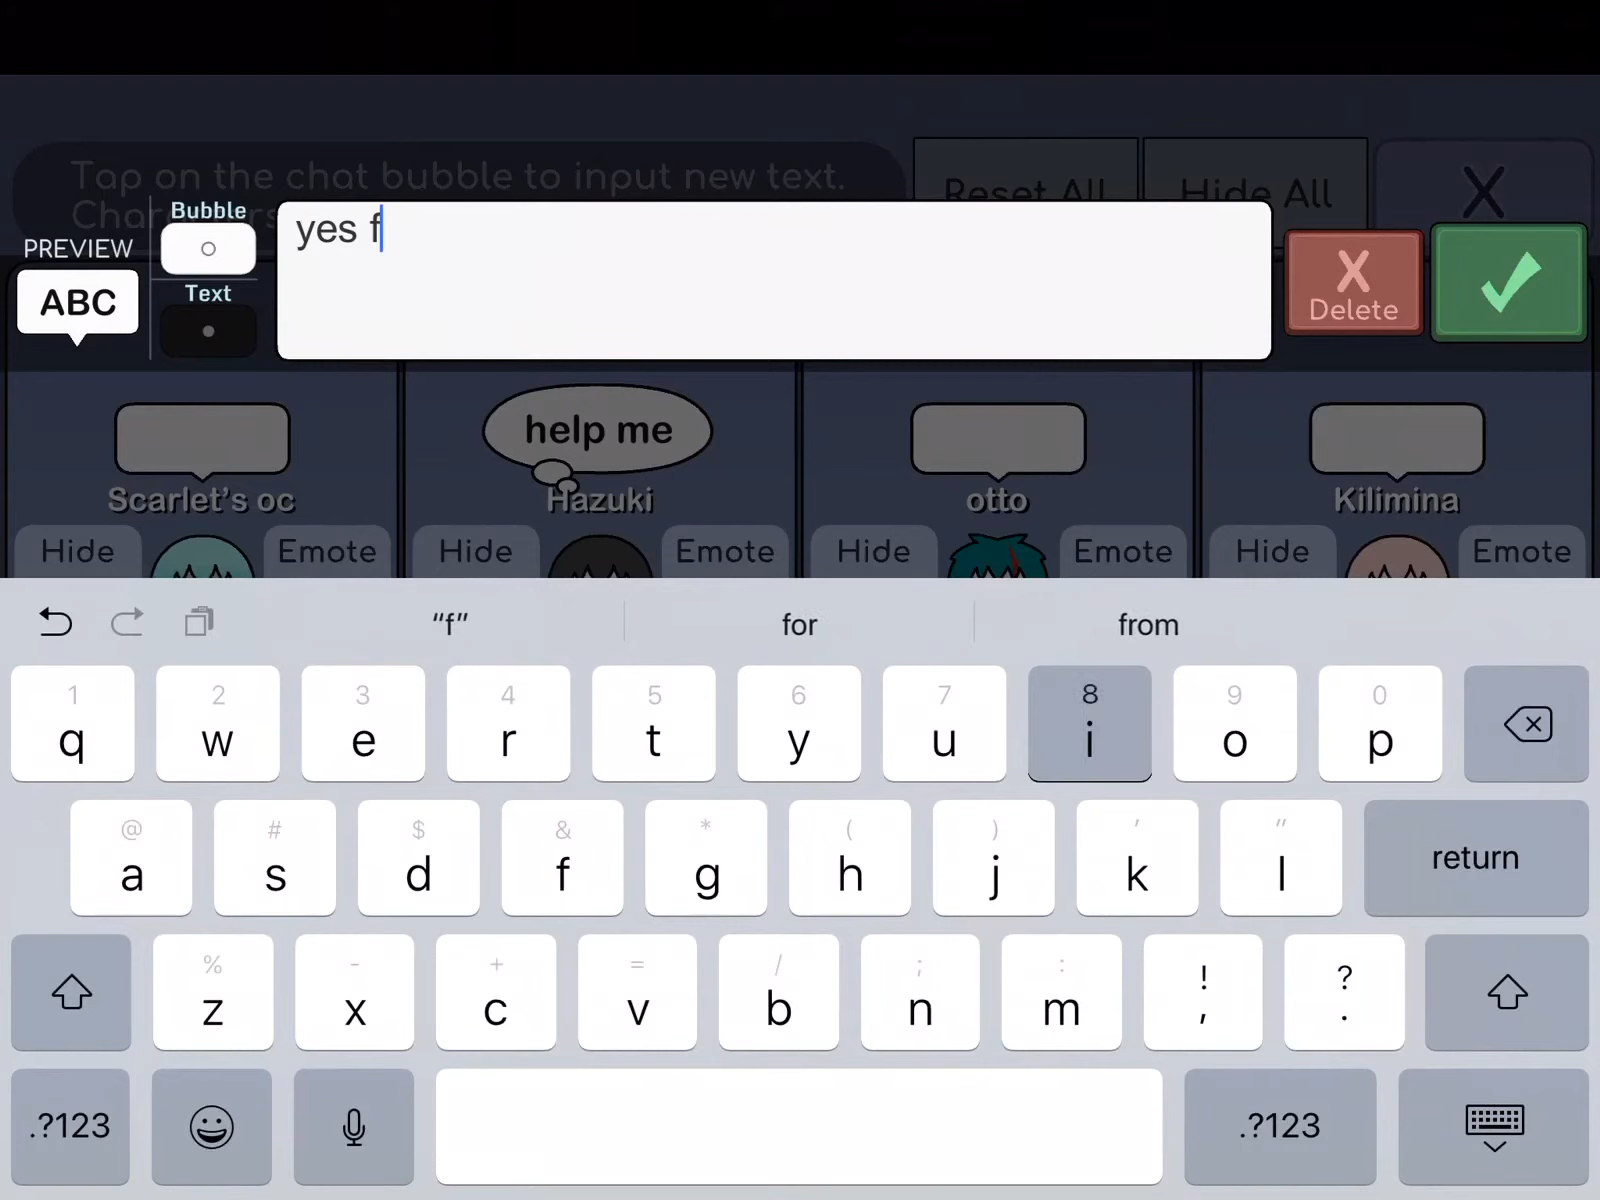 Tap on the chat bubble to input new text.
Reset All
Hide All
X
Bubble
PREVIEW
ABC
Text
yes f
X
Delete
help me
Scarlet's oc
Hazuki
otto
Kilimina
Hide
Emote
Hide
Emote
Hide
Emote
Hide
Emote
“f”
for
from
1 2 3 4 5 6 7 8 9 0
q w e r t y u i o p
@ # $ & * ( ) ' "
a s d f g h j k l return
% - + = / ; : ! ?
z x c v b n m , .
.?123
.?123